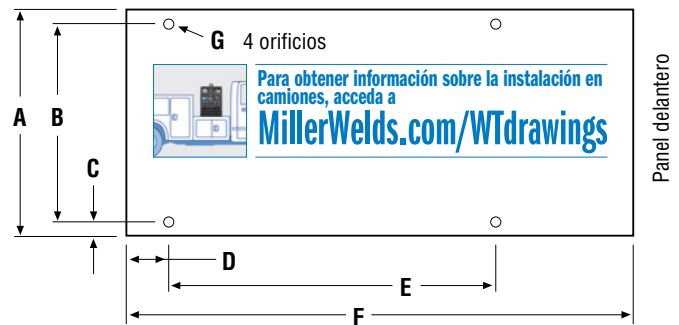 G 4 orificios
A
B
C
Para obtener información sobre la instalación en
camiones, acceda a
MillerWelds.com/WTdrawings
Panel delantero
D
E
F